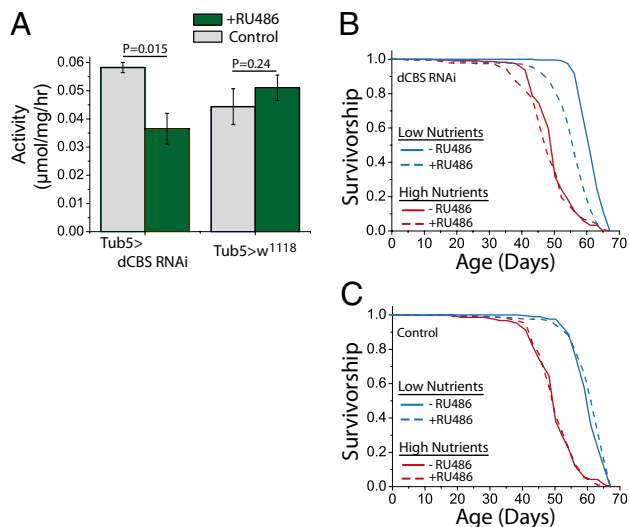 A
+RU486
Control
P=0.015
P=0.24
0.06
0.05
0.04
0.03
0.02
0.01
0.00
Activity
(μmol/mg/hr)
Tub5>
dCBS RNAi
Tub5>w1118
B
dCBS RNAi
Low Nutrients
- RU486
+RU486
High Nutrients
- RU486
+RU486
1.0
0.8
0.6
0.4
0.2
0.0
Survivorship
0 10 20 30 40 50 60 70
Age (Days)
C
Control
Low Nutrients
- RU486
+RU486
High Nutrients
- RU486
+RU486
1.0
0.8
0.6
0.4
0.2
0.0
Survivorship
0 10 20 30 40 50 60 70
Age (Days)